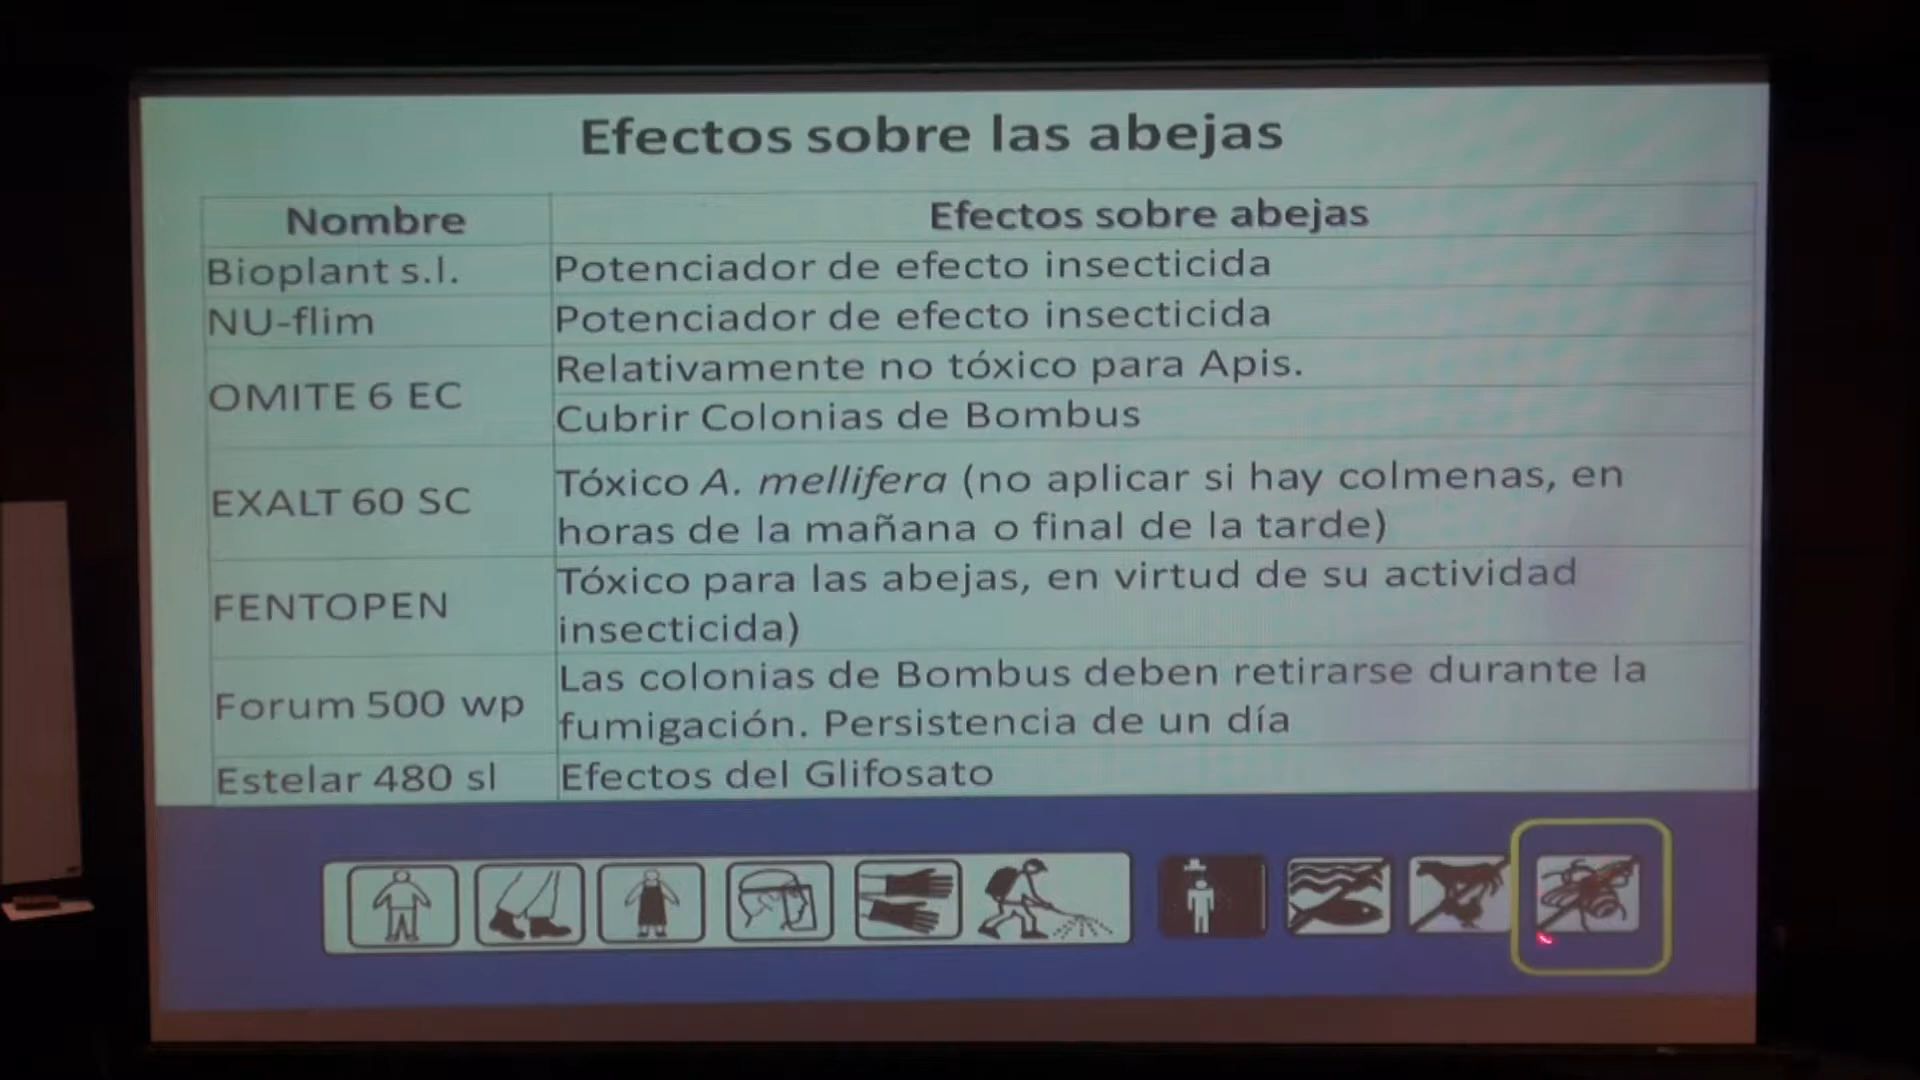 Efectos sobre las abejas
Nombre
Efectos sobre abejas
Bioplant s.l.
Potenciador de efecto insecticida
NU-flim
Potenciador de efecto insecticida
OMITE 6 EC
Relativamente no tóxico para Apis.
Cubrir Colonias de Bombus
EXALT 60 SC
Tóxico A. mellifera (no aplicar si hay colmenas, en
horas de la mañana o final de la tarde)
FENTOPEN
Tóxico para las abejas, en virtud de su actividad
insecticida)
Forum 500 wp
Las colonias de Bombus deben retirarse durante la
fumigación. Persistencia de un día
Estelar 480 sl
Efectos del Glifosato